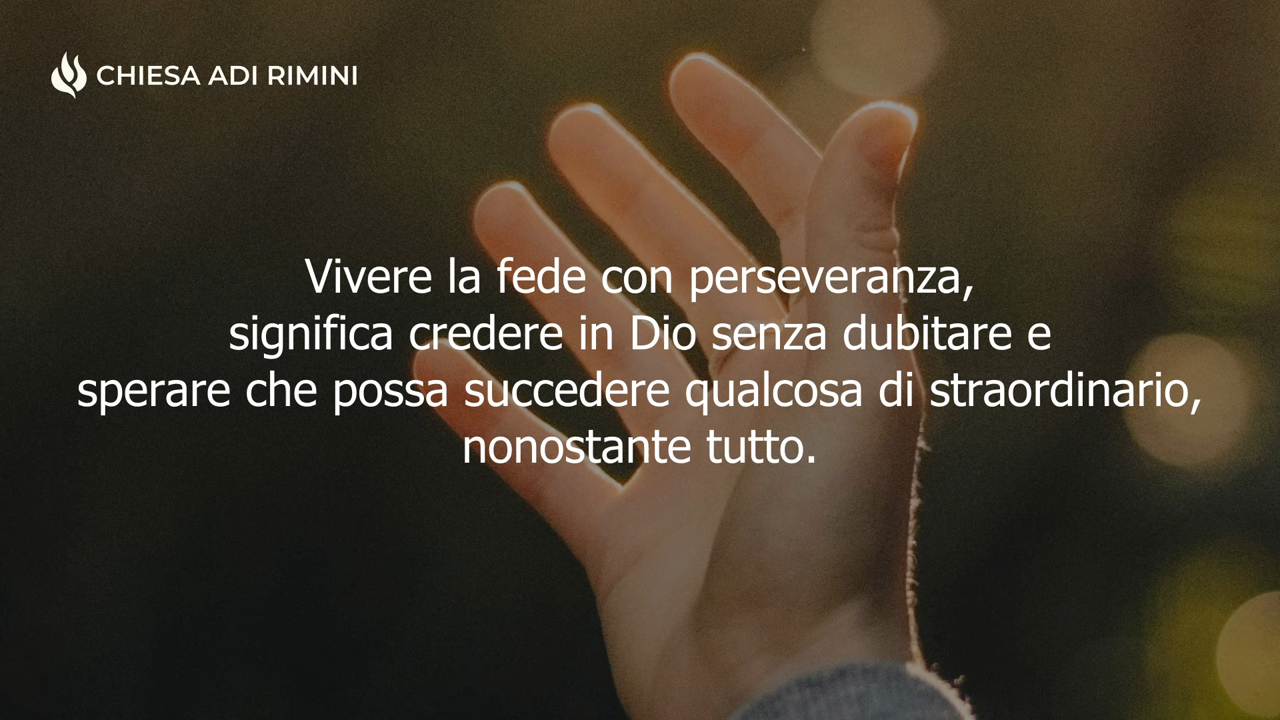 CHIESA ADI RIMINI
Vivere la fede con perseveranza,
significa credere in Dio senza dubitare e
sperare che possa succedere qualcosa di straordinario,
nonostante tutto.